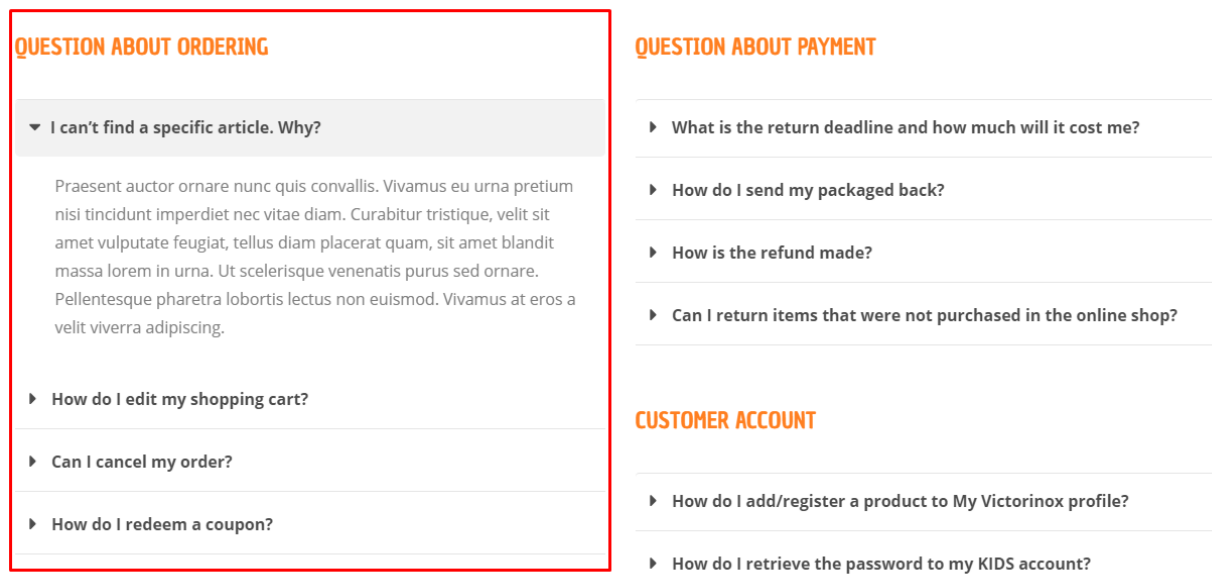 QUESTION ABOUT ORDERING
I can’t find a specific article. Why?
Praesent auctor ornare nunc quis convallis. Vivamus eu urna pretium
nisi tincidunt imperdiet nec vitae diam. Curabitur tristique, velit sit
amet vulputate feugiat, tellus diam placerat quam, sit amet blandit
massa lorem in urna. Ut scelerisque venenatis purus sed ornare.
Pellentesque pharetra lobortis lectus non euismod. Vivamus at eros a
velit viverra adipiscing.
How do I edit my shopping cart?
Can I cancel my order?
How do I redeem a coupon?
QUESTION ABOUT PAYMENT
What is the return deadline and how much will it cost me?
How do I send my packaged back?
How is the refund made?
Can I return items that were not purchased in the online shop?
CUSTOMER ACCOUNT
How do I add/register a product to My Victorinox profile?
How do I retrieve the password to my KIDS account?